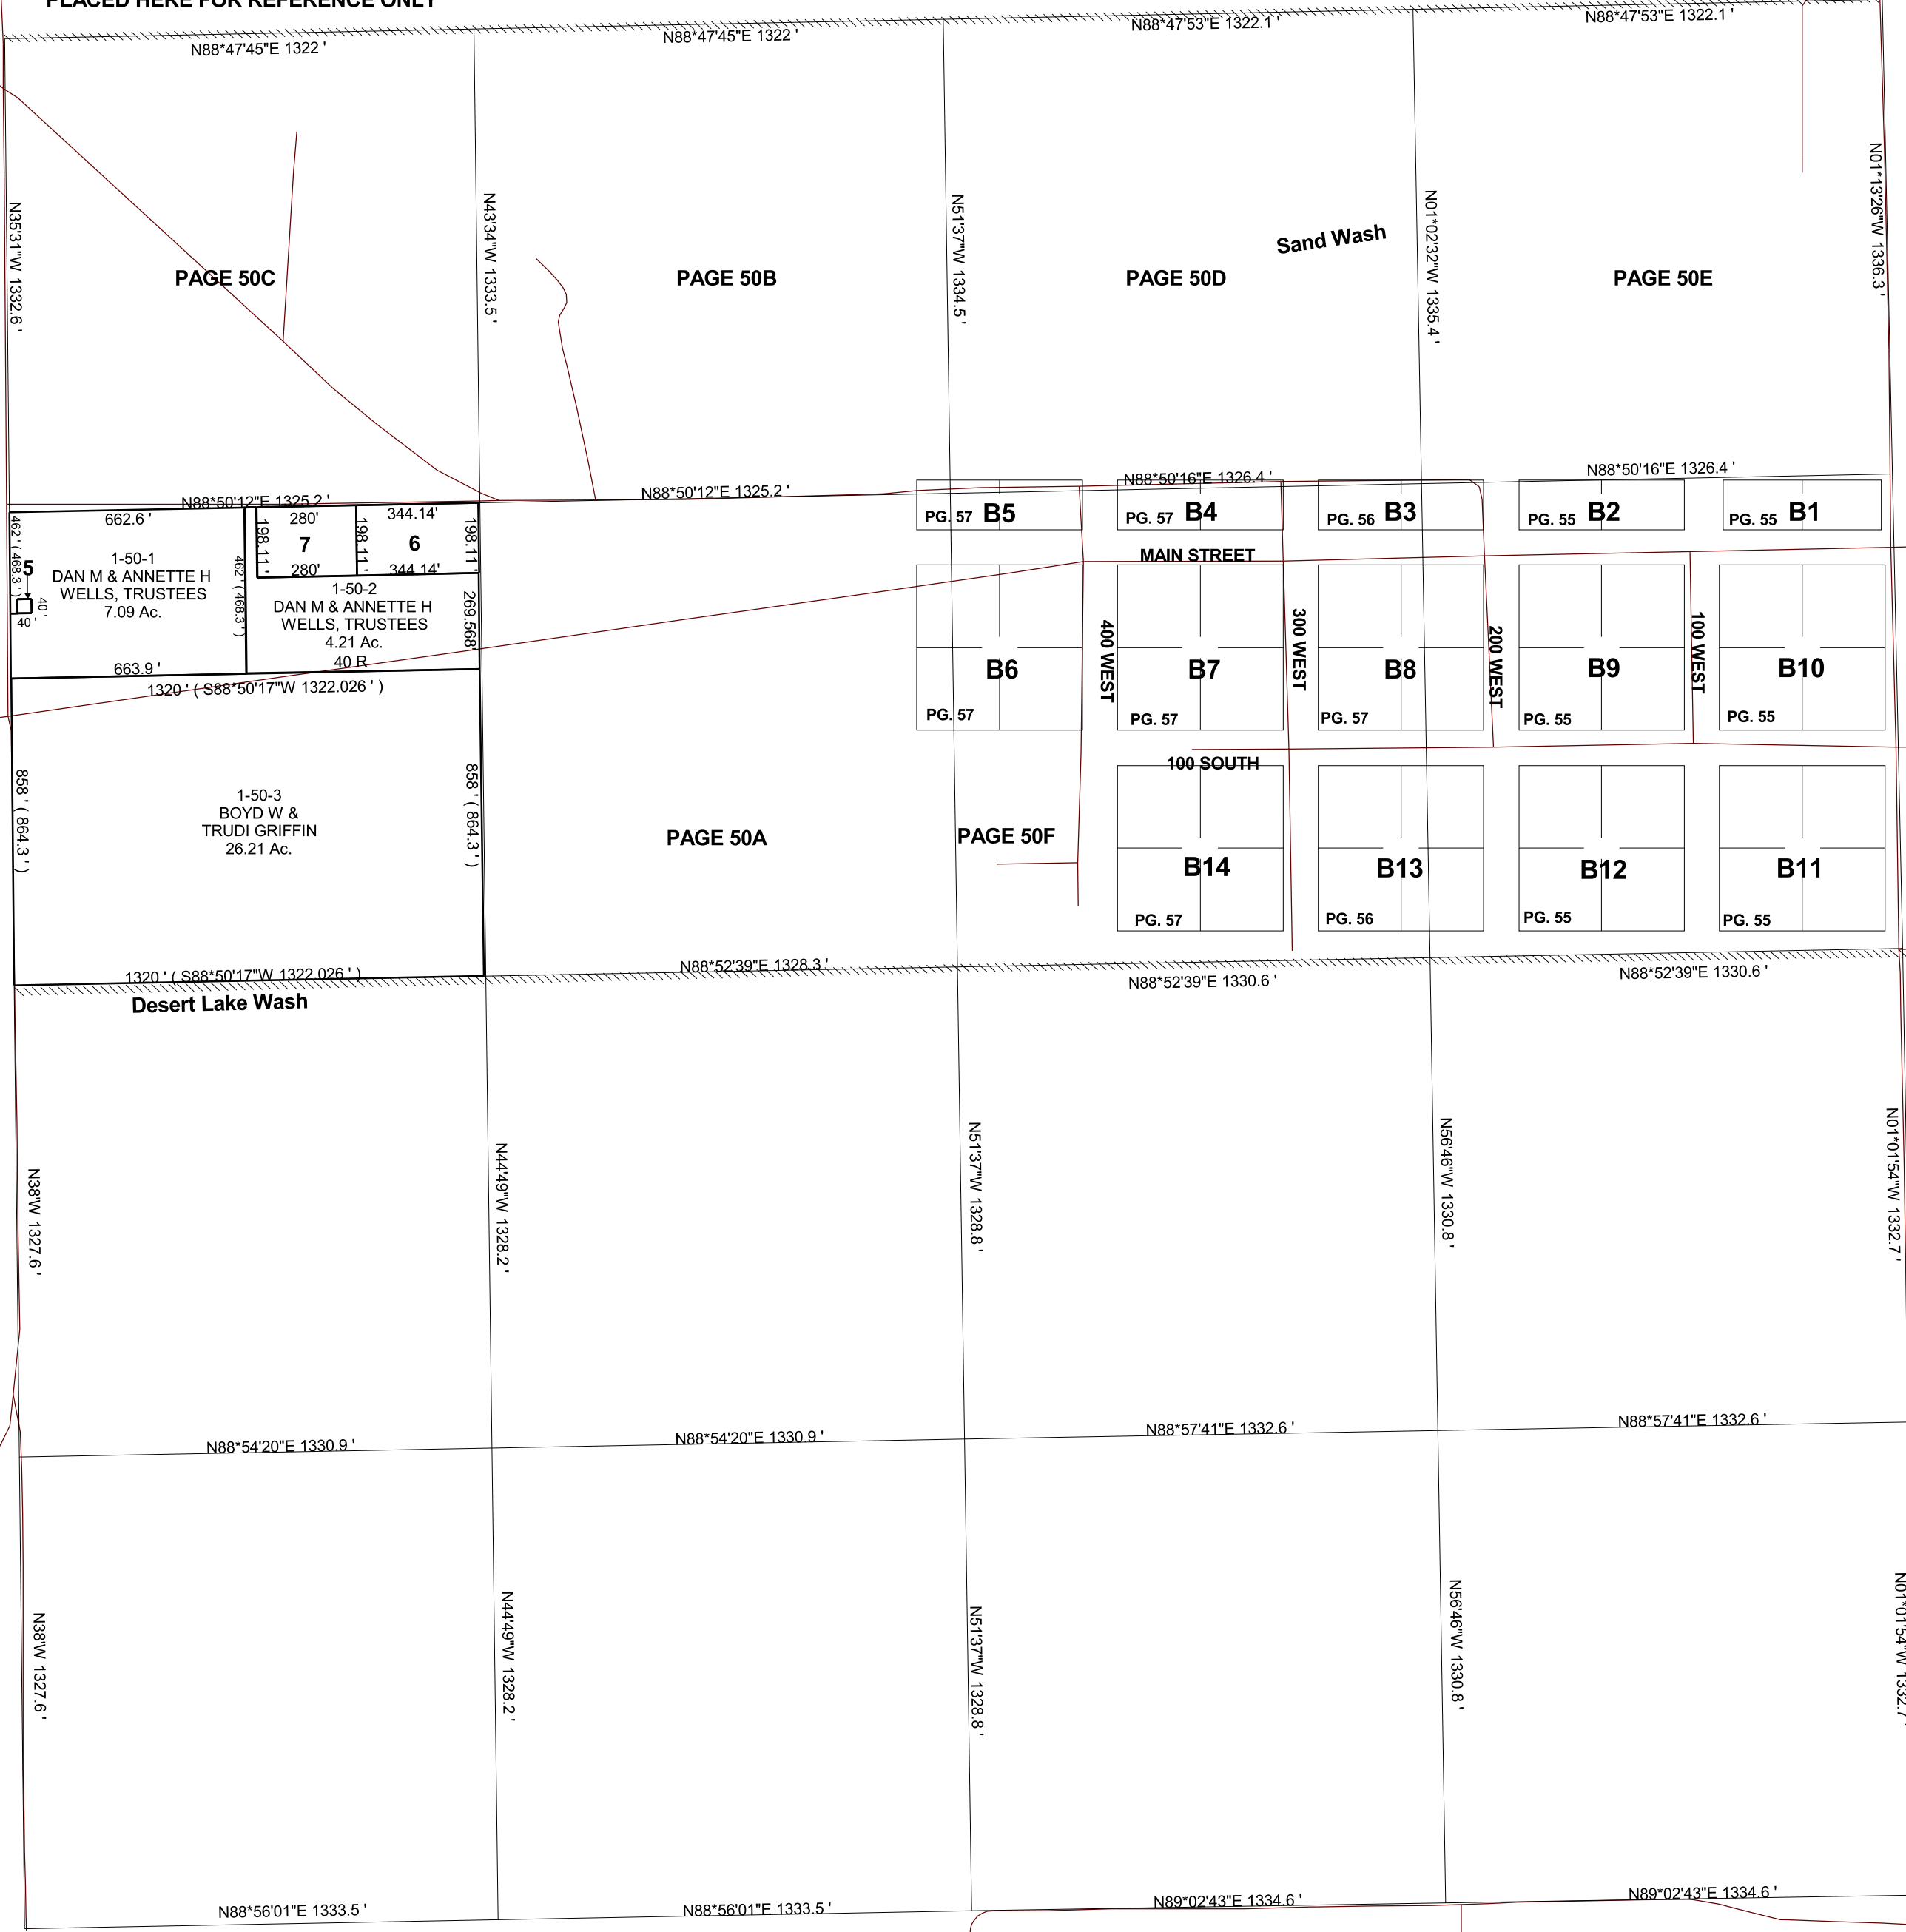 PLACED HERE FOR REFERENCE ONLY
N88*47'45"E 1322 '
N88*47'45"E 1322 '
N88*47'53"E 1322.1 '
N88*47'53"E 1322.1 '
N35'31"W 1332.6 '
N43'34"W 1333.5 '
N51'37"W 1334.5 '
N01*02'32"W 1335.4 '
N01*13'26"W 1336.3 '
Sand Wash
PAGE 50C
PAGE 50B
PAGE 50D
PAGE 50E
N88*50'12"E 1325.2 '
N88*50'12"E 1325.2 '
N88*50'16"E 1326.4 '
N88*50'16"E 1326.4 '
662.6 '
280'
344.14'
462 ' ( 468.3 ' )
198.11 '
198.11 '
198.11 '
7
6
280'
344.14'
5
40 '
40 '
1-50-1
DAN M & ANNETTE H
WELLS, TRUSTEES
7.09 Ac.
462 ' ( 468.3 ' )
1-50-2
DAN M & ANNETTE H
WELLS, TRUSTEES
4.21 Ac.
40 R
269.568'
663.9 '
1320 ' ( S88*50'17"W 1322.026 ' )
PG. 57 B5
PG. 57 B4
PG. 56 B3
PG. 55 B2
PG. 55 B1
MAIN STREET
400 WEST
300 WEST
200 WEST
100 WEST
B6
B7
B8
B9
B10
PG. 57
PG. 57
PG. 57
PG. 55
PG. 55
100 SOUTH
858 ' ( 864.3 ' )
1-50-3
BOYD W &
TRUDI GRIFFIN
26.21 Ac.
858 ' ( 864.3 ' )
PAGE 50A
PAGE 50F
B14
B13
B12
B11
PG. 57
PG. 56
PG. 55
PG. 55
1320 ' ( S88*50'17"W 1322.026 ' )
N88*52'39"E 1328.3 '
N88*52'39"E 1330.6 '
N88*52'39"E 1330.6 '
Desert Lake Wash
N38'W 1327.6 '
N44'49"W 1328.2 '
N51'37"W 1328.8 '
N56'46"W 1330.8 '
N01*01'54"W 1332.7 '
N88*54'20"E 1330.9 '
N88*54'20"E 1330.9 '
N88*57'41"E 1332.6 '
N88*57'41"E 1332.6 '
N38'W 1327.6 '
N44'49"W 1328.2 '
N51'37"W 1328.8 '
N56'46"W 1330.8 '
N01*01'54"W 1332.7 '
N88*56'01"E 1333.5 '
N88*56'01"E 1333.5 '
N89*02'43"E 1334.6 '
N89*02'43"E 1334.6 '